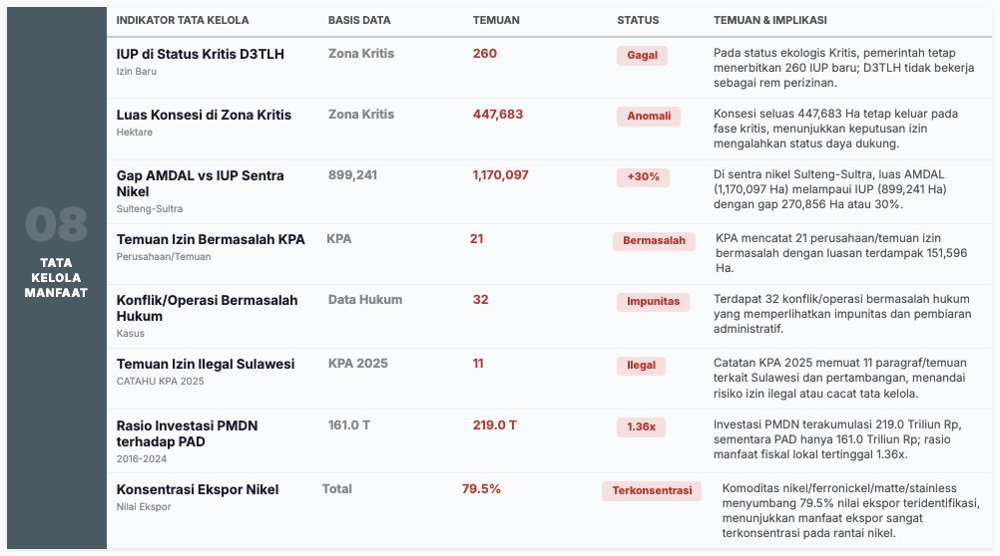 INDIKATOR TATA KELOLA BASIS DATA TEMUAN STATUS TEMUAN & IMPLIKASI
08
TATA
KELOLA
MANFAAT
IUP di Status Kritis D3TLH Zona Kritis 260 Gagal
Izin Baru
Pada status ekologis Kritis, pemerintah tetap
menerbitkan 260 IUP baru; D3TLH tidak bekerja
sebagai rem perizinan.
Luas Konsesi di Zona Kritis Zona Kritis 447,683 Anomali
Hektare
Konsesi seluas 447,683 Ha tetap keluar pada
fase kritis, menunjukkan keputusan izin
mengalahkan status daya dukung.
Gap AMDAL vs IUP Sentra 899,241 1,170,097 +30%
Nikel
Sulteng-Sultra
Di sentra nikel Sulteng-Sultra, luas AMDAL
(1,170,097 Ha) melampaui IUP (899,241 Ha)
dengan gap 270,856 Ha atau 30%.
Temuan Izin Bermasalah KPA KPA 21 Bermasalah
Perusahaan/Temuan
KPA mencatat 21 perusahaan/temuan izin
bermasalah dengan luasan terdampak 151,596
Ha.
Konflik/Operasi Bermasalah Data Hukum 32 Impunitas
Hukum
Kasus
Terdapat 32 konflik/operasi bermasalah hukum
yang memperlihatkan impunitas dan pembiaran
administratif.
Temuan Izin Ilegal Sulawesi KPA 2025 11 Ilegal
CATAHU KPA 2025
Catatan KPA 2025 memuat 11 paragraf/temuan
terkait Sulawesi dan pertambangan, menandai
risiko izin ilegal atau cacat tata kelola.
Rasio Investasi PMDN 161.0 T 219.0 T 1.36x
terhadap PAD
2016-2024
Investasi PMDN terakumulasi 219.0 Triliun Rp,
sementara PAD hanya 161.0 Triliun Rp; rasio
manfaat fiskal lokal tertinggal 1.36x.
Konsentrasi Ekspor Nikel Total 79.5% Terkonsentrasi
Nilai Ekspor
Komoditas nikel/ferronickel/matte/stainless
menyumbang 79.5% nilai ekspor teridentifikasi,
menunjukkan manfaat ekspor sangat
terkonsentrasi pada rantai nikel.